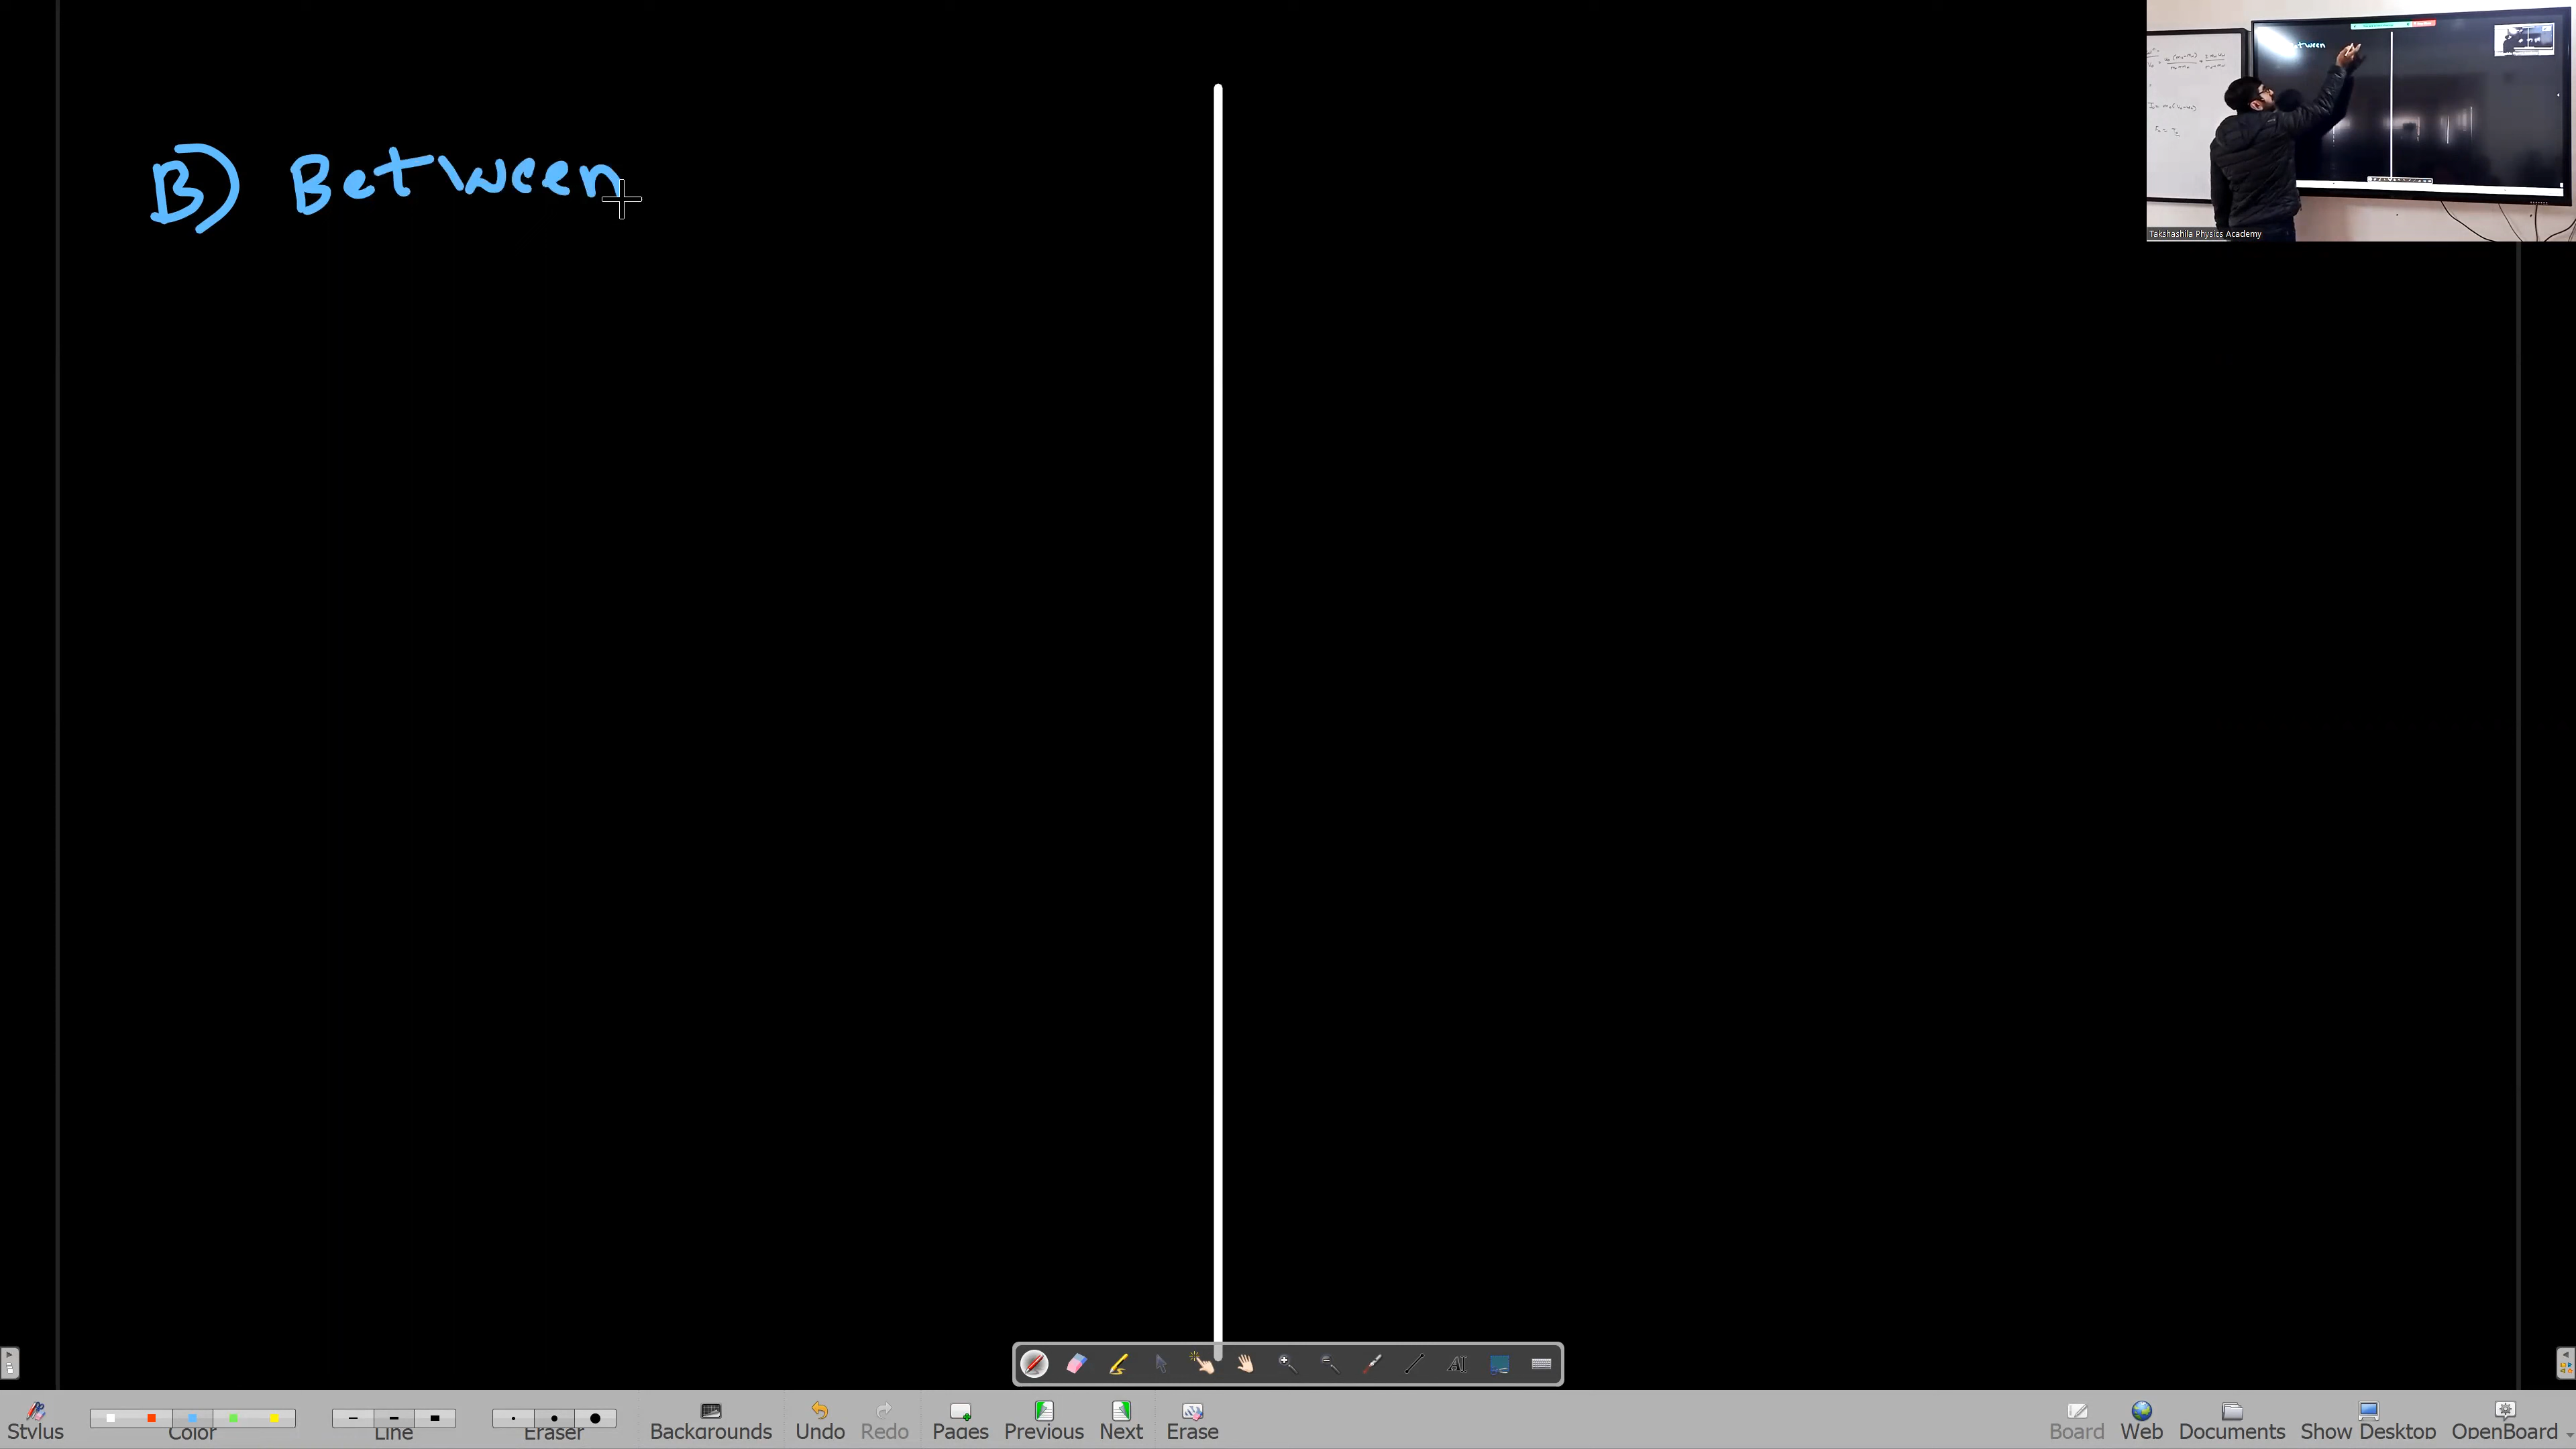 B) Between
Takshashila Physics Academy
Stylus
Color
Line
Eraser
Backgrounds
Undo
Redo
Pages
Previous
Next
Erase
Board
Web
Documents
Show Desktop
OpenBoard